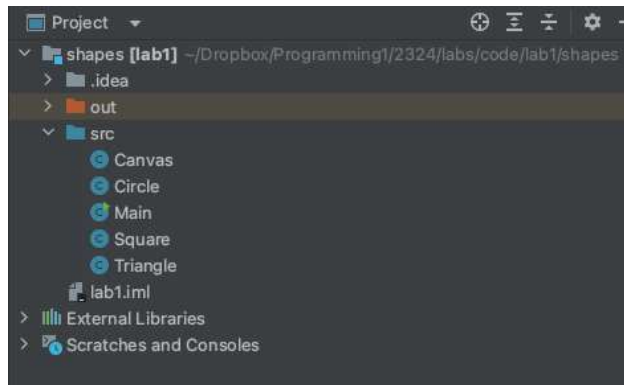 Project
shapes [lab1] ~/Dropbox/Programming1/2324/labs/code/lab1/shapes
.idea
out
src
Canvas
Circle
Main
Square
Triangle
lab1.iml
External Libraries
Scratches and Consoles